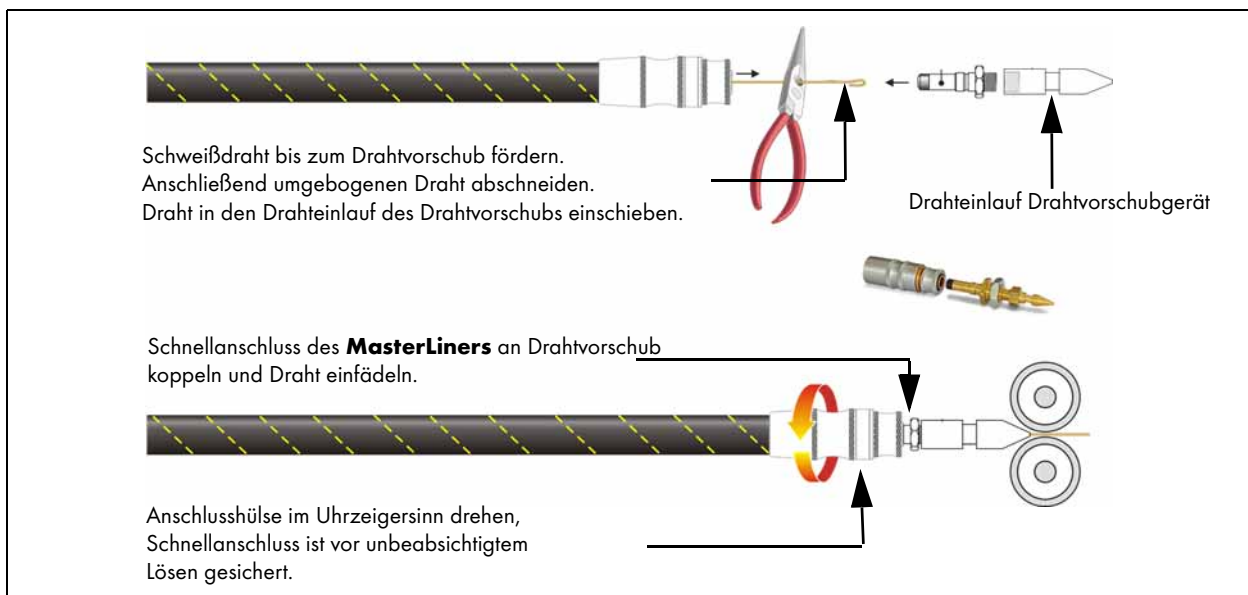 Schweißdraht bis zum Drahtvorschub fördern.
Anschließend umgebogenen Draht abschneiden.
Draht in den Drahteinlauf des Drahtvorschubs einschieben.
Drahteinlauf Drahtvorschubgerät
Schnellanschluss des MasterLiners an Drahtvorschub
koppeln und Draht einfädeln.
Anschlusshülse im Uhrzeigersinn drehen,
Schnellanschluss ist vor unbeabsichtigtem
Lösen gesichert.